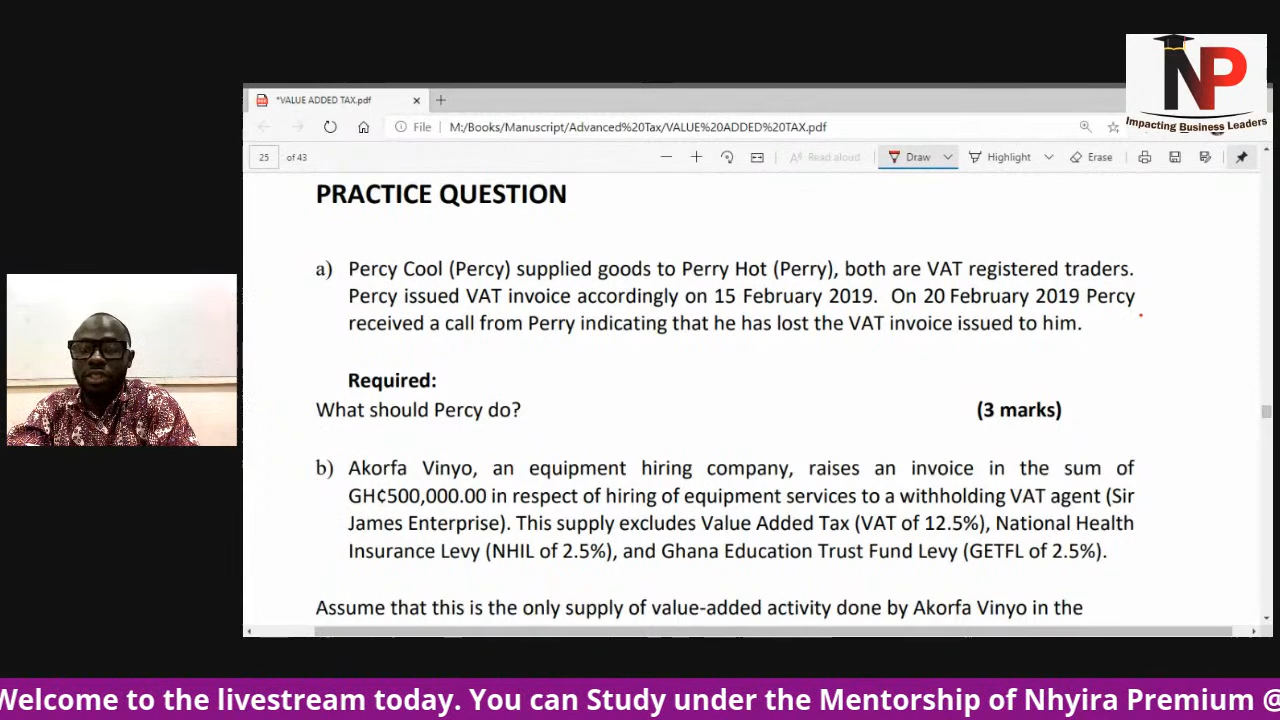 NP
Impacting Business Leaders
*VALUE ADDED TAX.pdf
File M:/Books/Manuscript/Advanced%20Tax/VALUE%20ADDED%20TAX.pdf
25 of 43
Read aloud Draw Highlight Erase
PRACTICE QUESTION
a) Percy Cool (Percy) supplied goods to Perry Hot (Perry), both are VAT registered traders.
Percy issued VAT invoice accordingly on 15 February 2019. On 20 February 2019 Percy
received a call from Perry indicating that he has lost the VAT invoice issued to him.
Required:
What should Percy do? (3 marks)
b) Akorfa Vinyo, an equipment hiring company, raises an invoice in the sum of
GH¢500,000.00 in respect of hiring of equipment services to a withholding VAT agent (Sir
James Enterprise). This supply excludes Value Added Tax (VAT of 12.5%), National Health
Insurance Levy (NHIL of 2.5%), and Ghana Education Trust Fund Levy (GETFL of 2.5%).
Assume that this is the only supply of value-added activity done by Akorfa Vinyo in the
Welcome to the livestream today. You can Study under the Mentorship of Nhyira Premium @